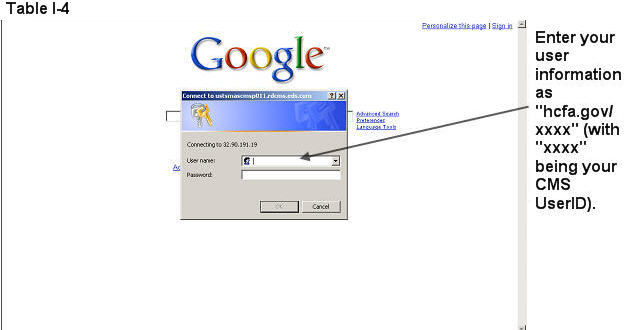 Table I-4
Personalize this page | Sign in
Google™
Connect to ustsmascmsp011.rdcms.eds.com
Advanced Search
Preferences
Language Tools
Connecting to 32.90.191.19
User name:
Password:
OK
Cancel
Enter your
user
information
as
"hcfa.gov/
xxxx" (with
"xxxx"
being your
CMS
UserID).